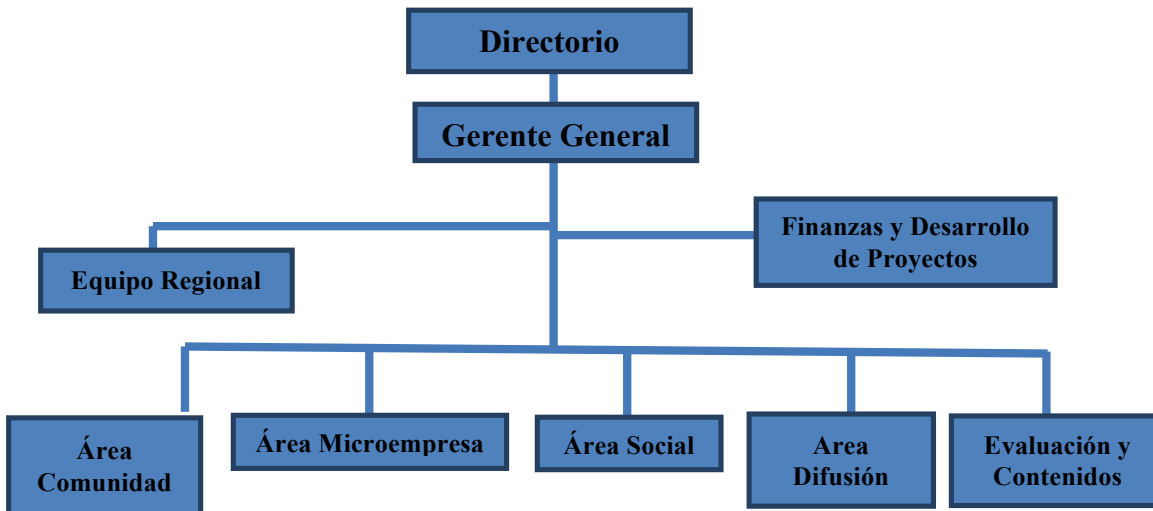 Directorio
Gerente General
Finanzas y Desarrollo
de Proyectos
Equipo Regional
Área
Comunidad
Área Microempresa
Área Social
Area
Difusión
Evaluación y
Contenidos